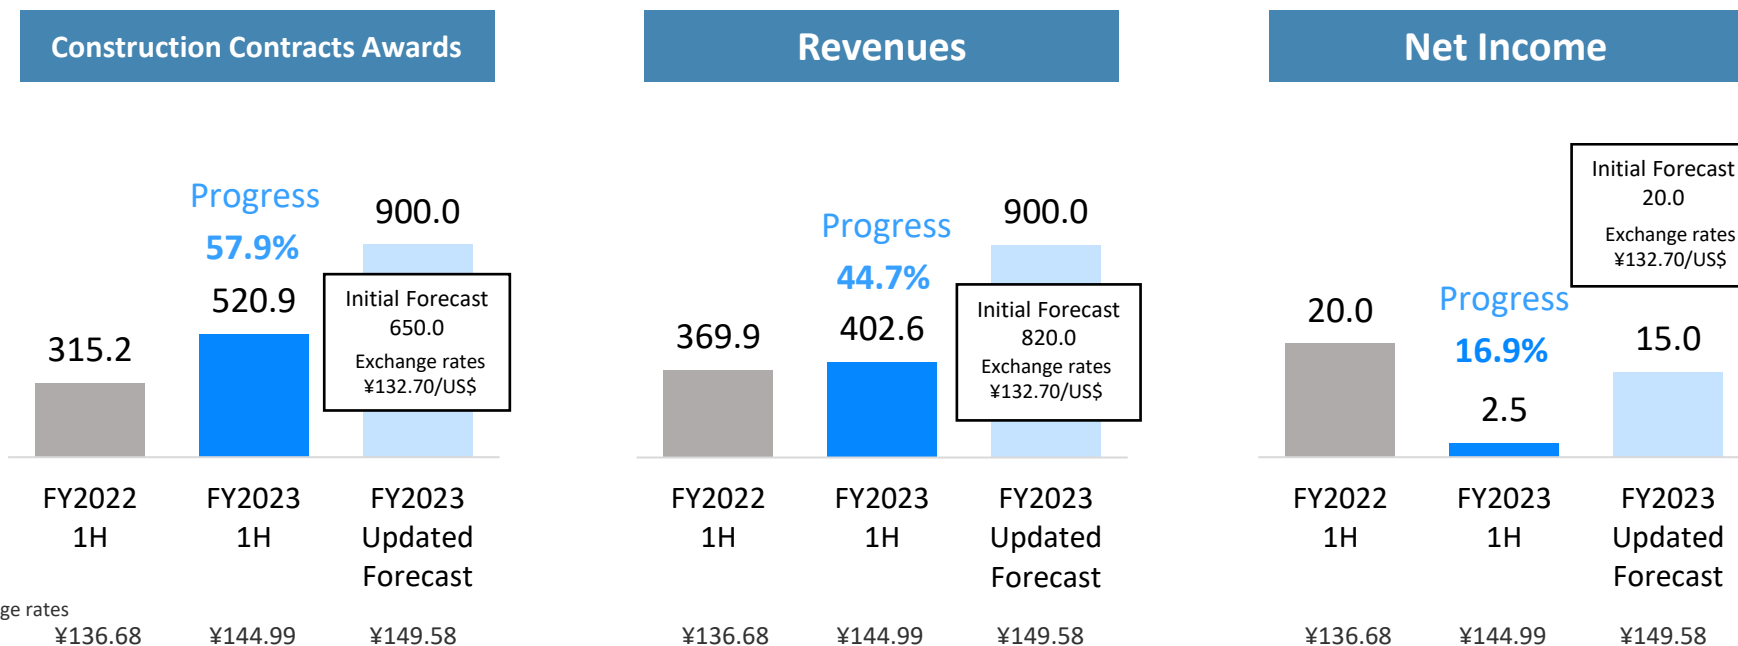 Construction Contracts Awards
Progress
57.9%
900.0
520.9
315.2
Initial Forecast
650.0
Exchange rates
¥132.70/US$
FY2022
1H
FY2023
1H
FY2023
Updated
Forecast
ge rates
¥136.68
¥144.99
¥149.58
Revenues
Progress
44.7%
900.0
402.6
369.9
Initial Forecast
820.0
Exchange rates
¥132.70/US$
FY2022
1H
FY2023
1H
FY2023
Updated
Forecast
¥136.68
¥144.99
¥149.58
Net Income
Initial Forecast
20.0
Exchange rates
¥132.70/US$
20.0
Progress
16.9%
2.5
15.0
FY2022
1H
FY2023
1H
FY2023
Updated
Forecast
¥136.68
¥144.99
¥149.58